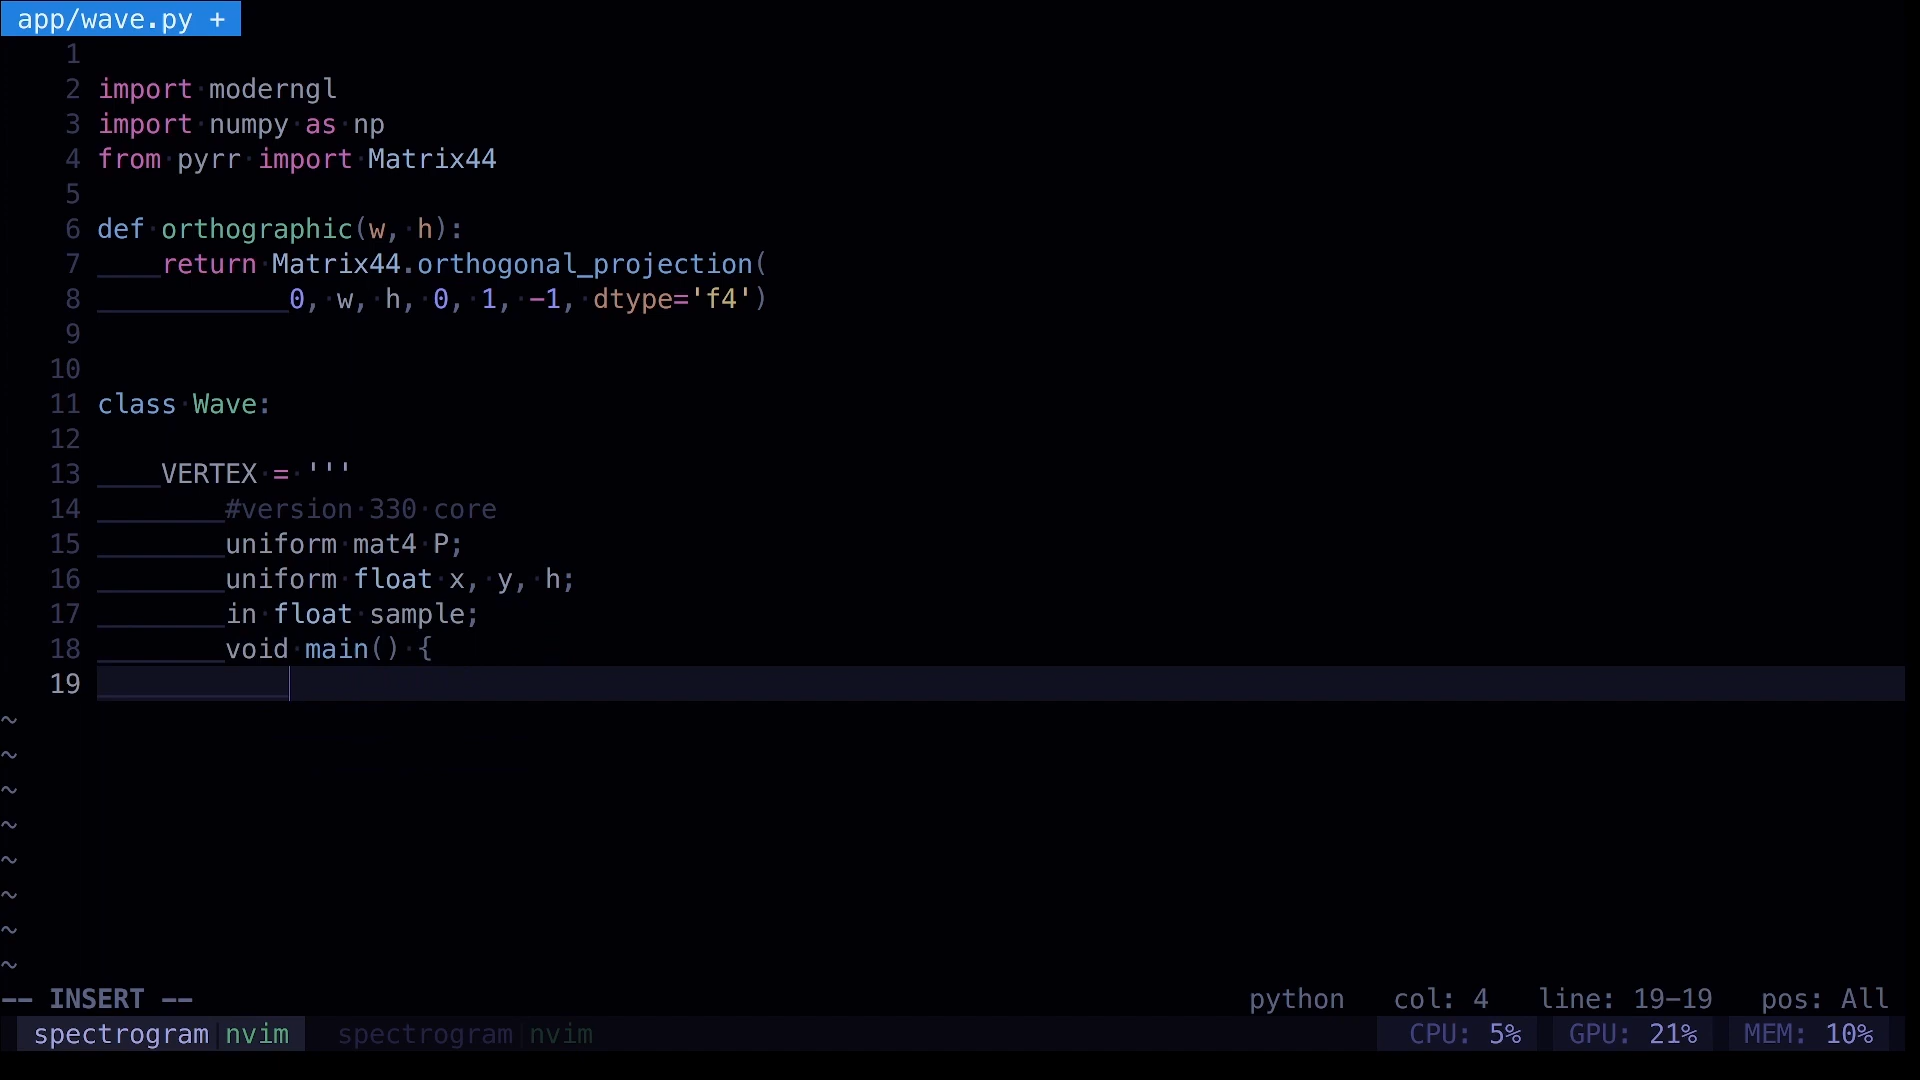 app/wave.py +
1
2 import moderngl
3 import numpy as np
4 from pyrr import Matrix44
5
6 def orthographic(w, h):
7     return Matrix44.orthogonal_projection(
8             0, w, h, 0, 1, -1, dtype='f4')
9
10
11 class Wave:
12
13     VERTEX = '''
14         #version 330 core
15         uniform mat4 P;
16         uniform float x, y, h;
17         in float sample;
18         void main() {
19
~
~
~
~
~
~
~
~
-- INSERT -- python col: 4 line: 19-19 pos: All
spectrogram nvim spectrogram nvim CPU: 5% GPU: 21% MEM: 10%